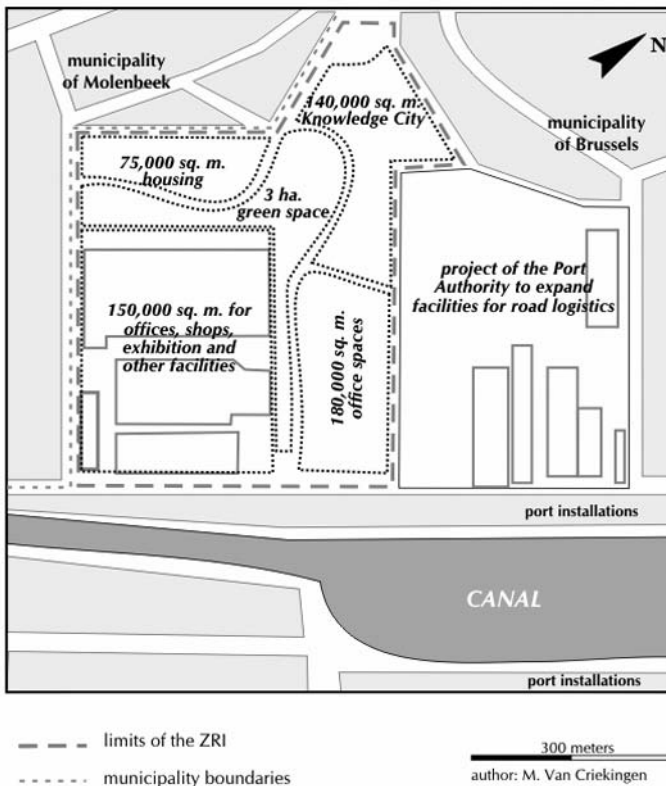 municipality
of Molenbeek
N
140,000 sq. m.
Knowledge City
municipality
of Brussels
75,000 sq. m.
housing
3 ha.
green space
project of the Port
Authority to expand
facilities for road logistics
150,000 sq. m. for
offices, shops,
exhibition and
other facilities
180,000 sq. m.
office spaces
port installations
CANAL
port installations
limits of the ZRI
municipality boundaries
300 meters
author: M. Van Criekingen